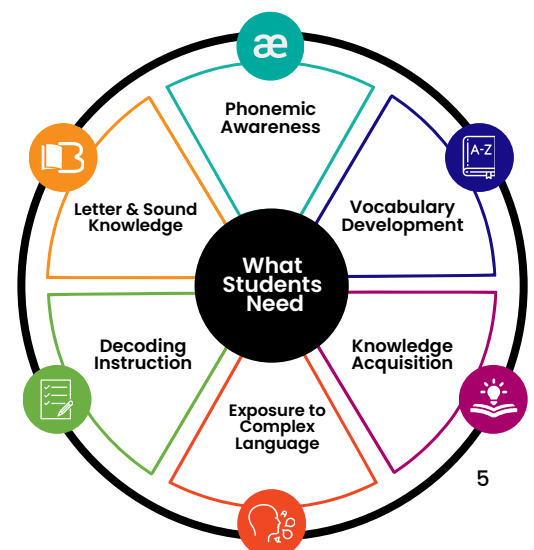 æ
Phonemic
Awareness
A-Z
Vocabulary
Development
Letter & Sound
Knowledge
What
Students
Need
Decoding
Instruction
Knowledge
Acquisition
Exposure to
Complex
Language
5